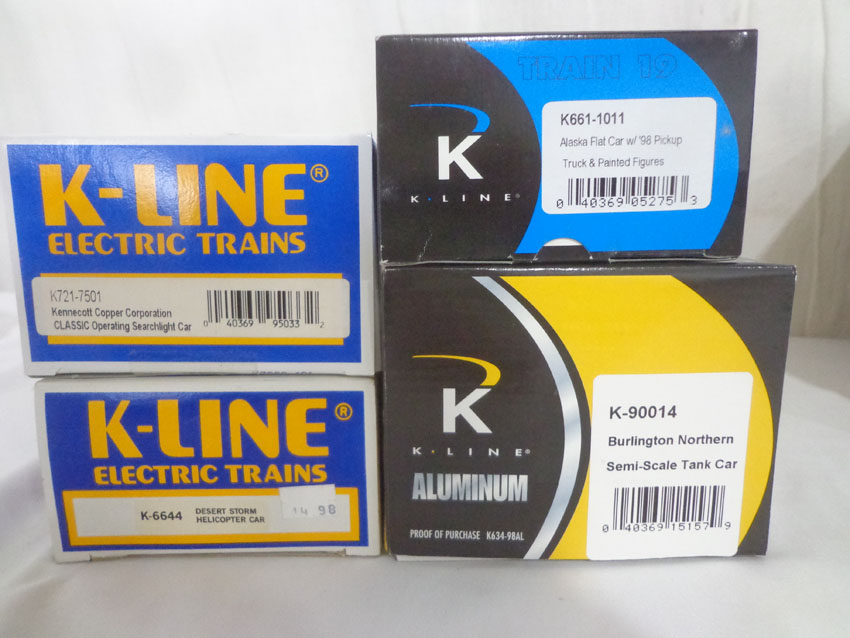 K-LINE®
ELECTRIC TRAINS
K721-7501
Kennecott Copper Corporation
CLASSIC Operating Searchlight Car
0 40369 95033 2
K-LINE®
ELECTRIC TRAINS
K-6644
DESERT STORM
HELICOPTER CAR
14 98
TRAIN 19
K
K·LINE®
K661-1011
Alaska Flat Car w/ '98 Pickup
Truck & Painted Figures
0 40369 05275 3
K
K·LINE®
ALUMINUM
PROOF OF PURCHASE K634-98AL
K-90014
Burlington Northern
Semi-Scale Tank Car
0 40369 15157 9